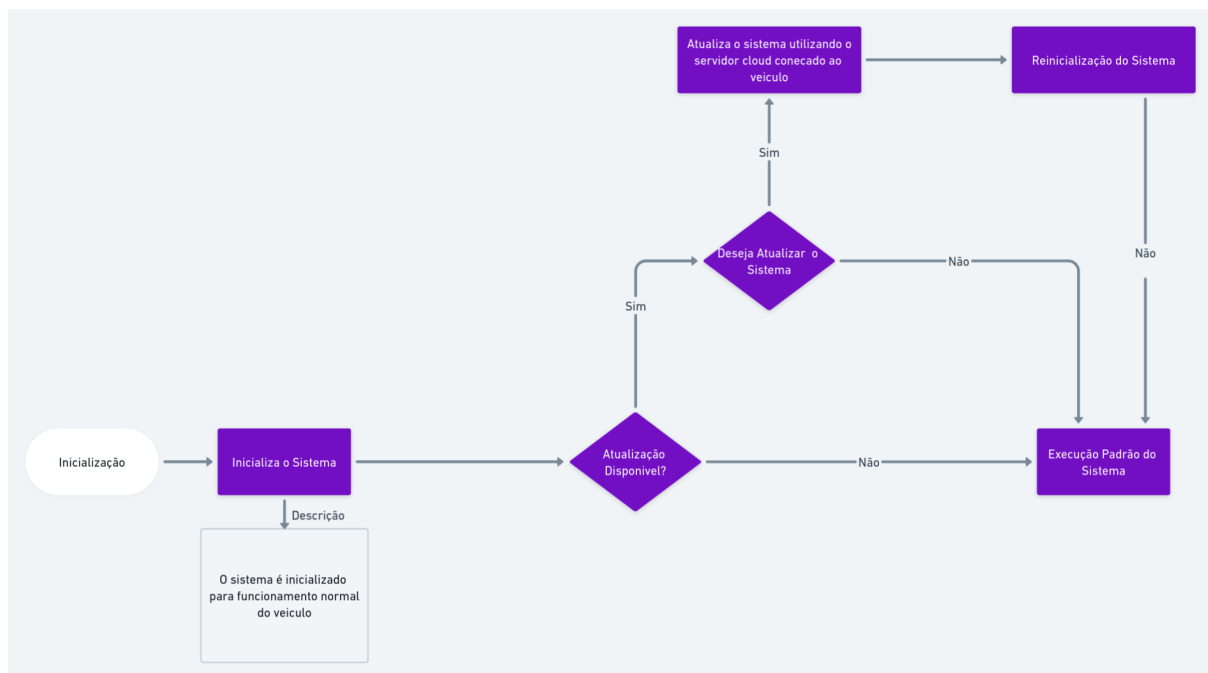 Atualiza o sistema utilizando o
servidor cloud conecado ao
veiculo
Reinicialização do Sistema
Sim
Deseja Atualizar o
Sistema
Não
Não
Sim
Inicialização
Inicializa o Sistema
Atualização
Disponivel?
Não
Execução Padrão do
Sistema
Descrição
O sistema é inicializado
para funcionamento normal
do veiculo